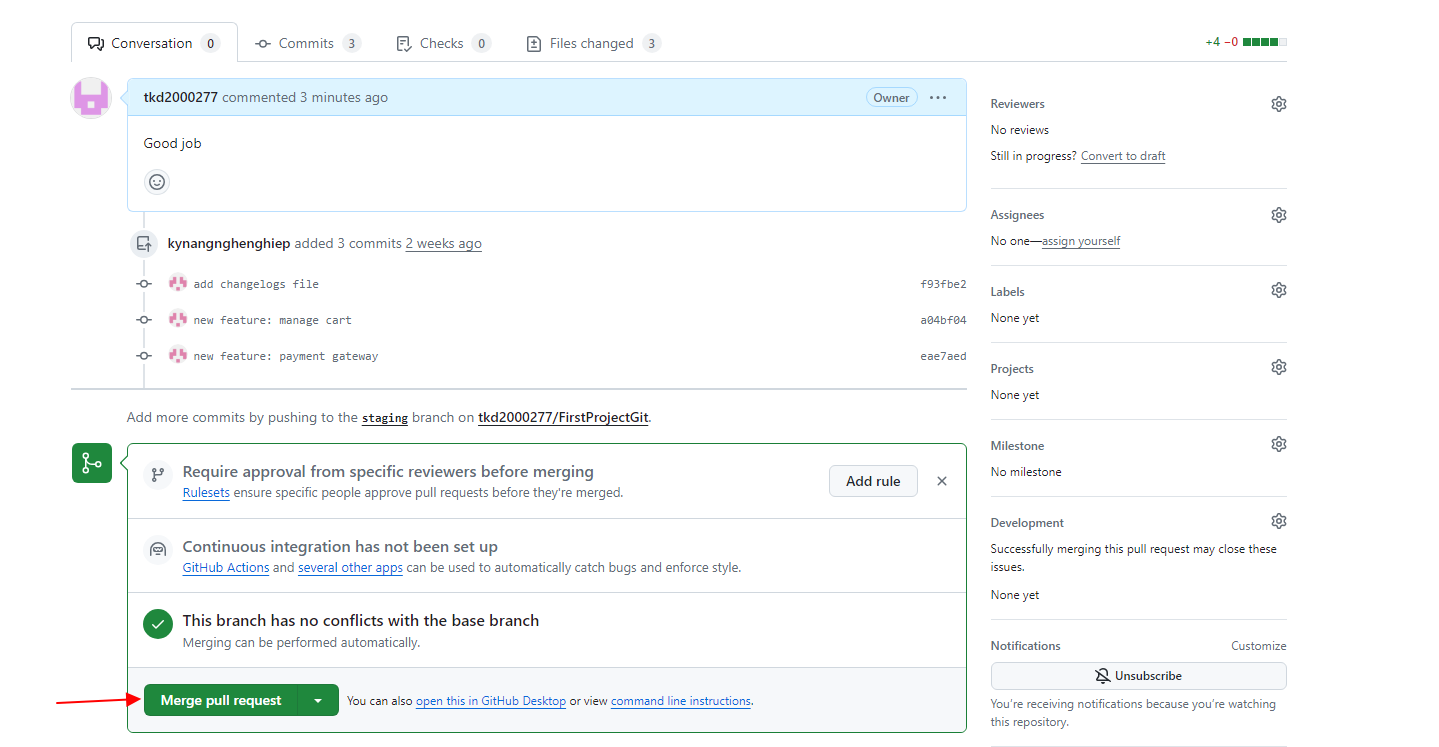 Conversation 0 Commits 3 Checks 0 Files changed 3 +4 −0
tkd2000277 commented 3 minutes ago Owner
Good job
kynangnghenghiep added 3 commits 2 weeks ago
add changelogs file f93fbe2
new feature: manage cart a04bf04
new feature: payment gateway eae7aed
Add more commits by pushing to the staging branch on tkd2000277/FirstProjectGit.
Require approval from specific reviewers before merging
Rulesets ensure specific people approve pull requests before they're merged.
Add rule
Continuous integration has not been set up
GitHub Actions and several other apps can be used to automatically catch bugs and enforce style.
This branch has no conflicts with the base branch
Merging can be performed automatically.
Merge pull request You can also open this in GitHub Desktop or view command line instructions.
Reviewers
No reviews
Still in progress? Convert to draft
Assignees
No one—assign yourself
Labels
None yet
Projects
None yet
Milestone
No milestone
Development
Successfully merging this pull request may close these
issues.
None yet
Notifications Customize
Unsubscribe
You're receiving notifications because you're watching
this repository.